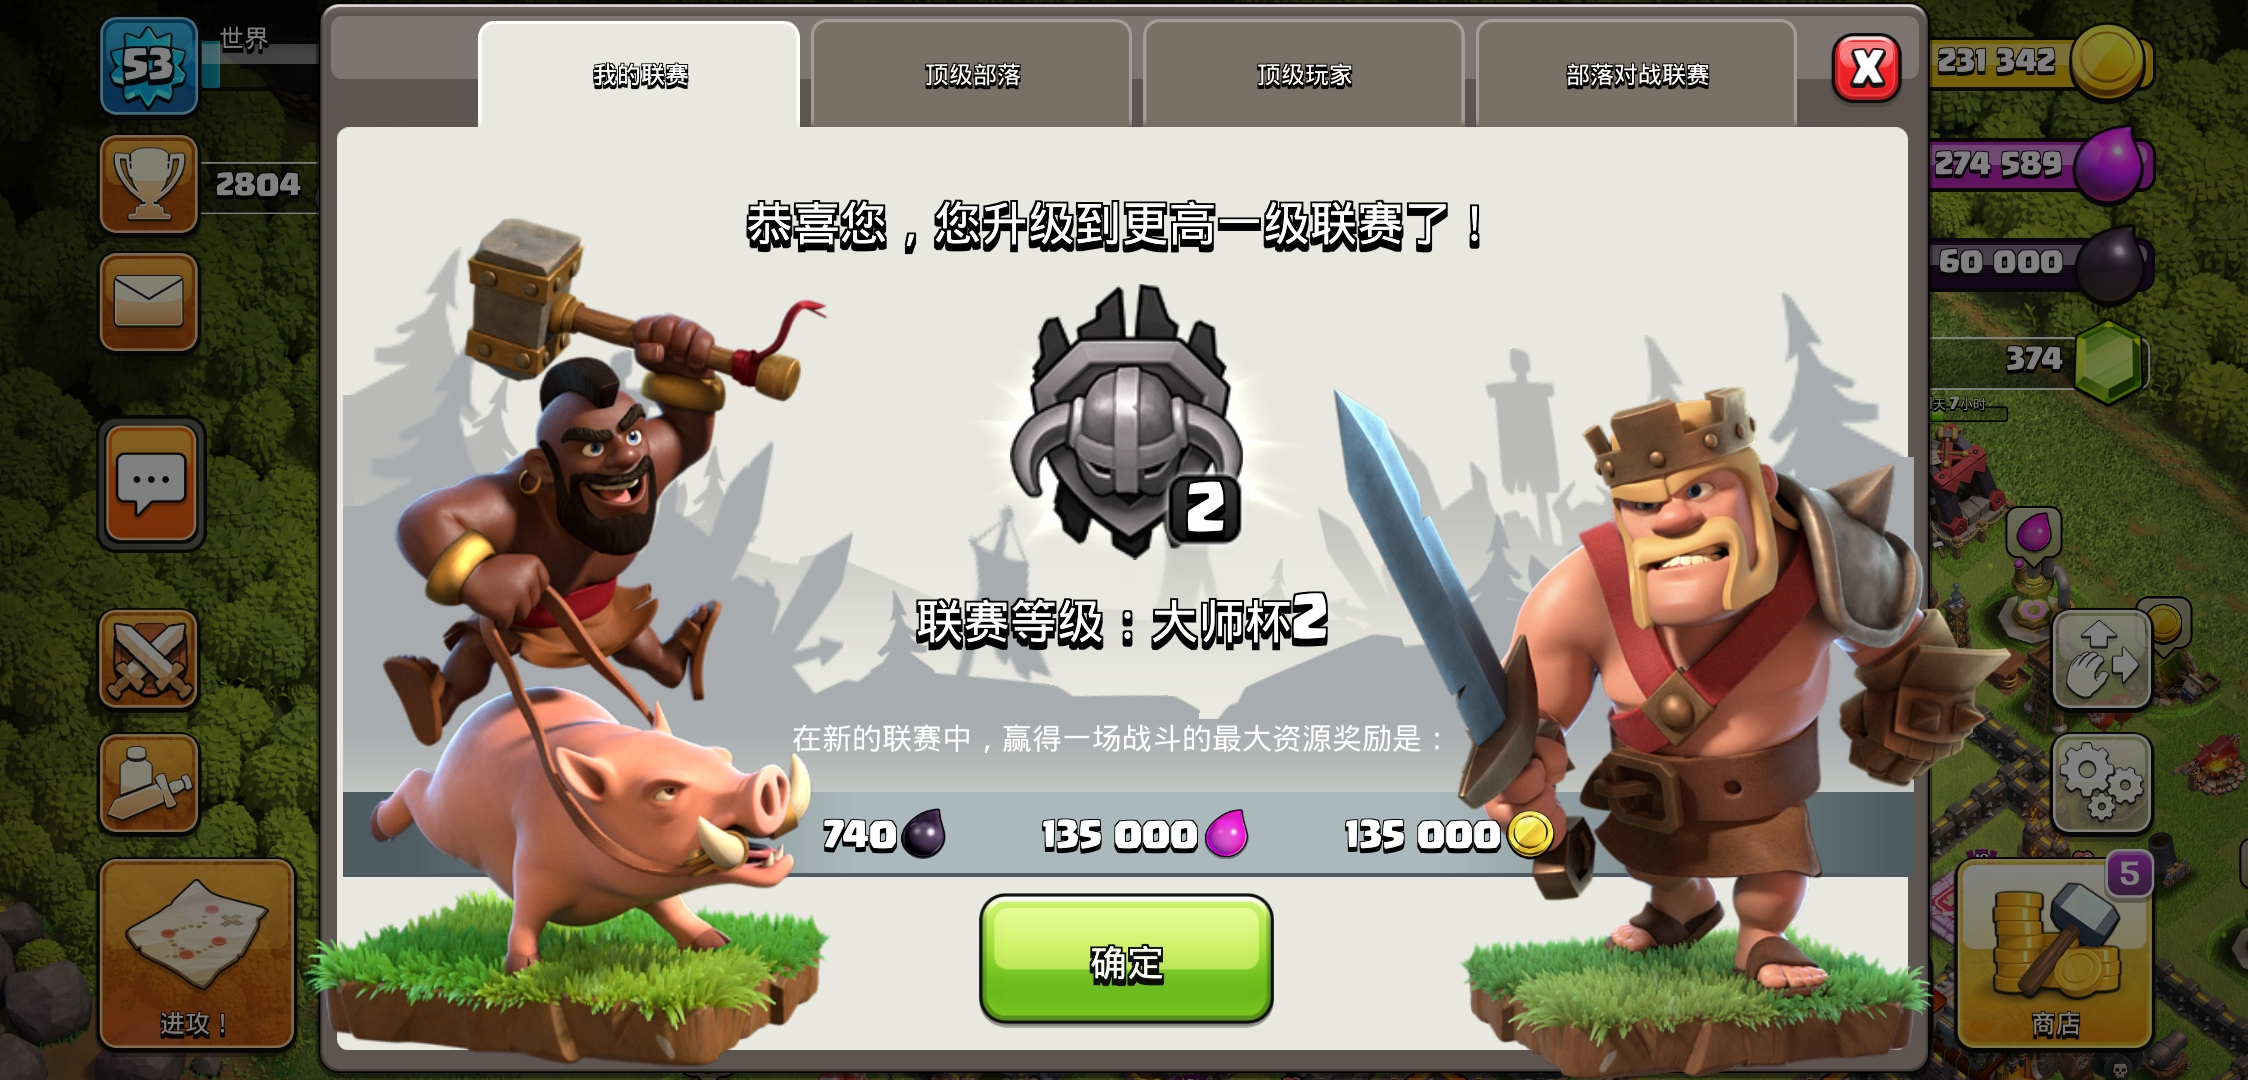 53
世界
2804
进攻！
我的联赛
顶级部落
顶级玩家
部落对战联赛
X
恭喜您，您升级到更高一级联赛了！
2
联赛等级：大师杯2
在新的联赛中，赢得一场战斗的最大资源奖励是：
740
135 000
135 000
确定
231 342
274 589
60 000
374
天 7小时
5
商店